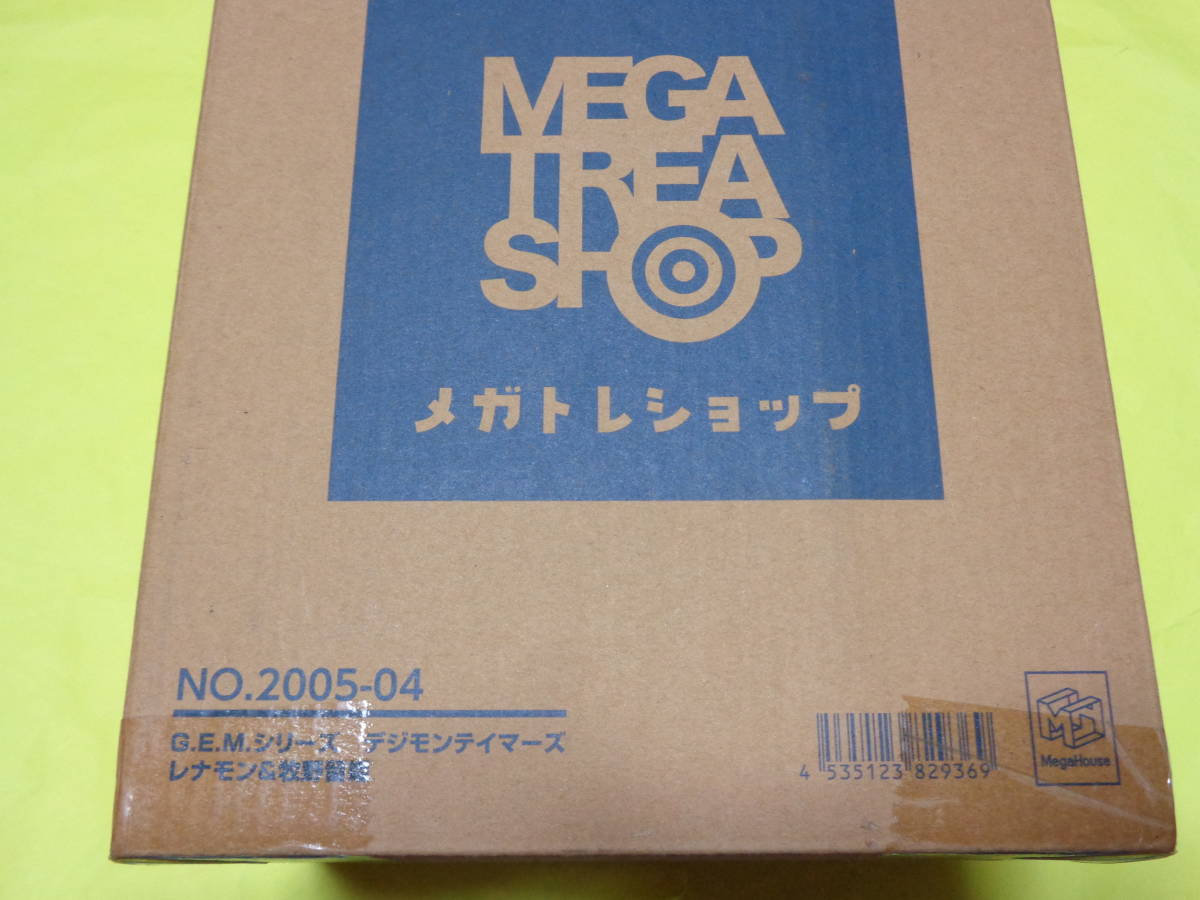 MEGA
TREA
SHOP
メガトレショップ
NO.2005-04
G.E.M.シリーズ デジモンテイマーズ
レナモン&牧野留姫
4 535123 829369
MegaHouse